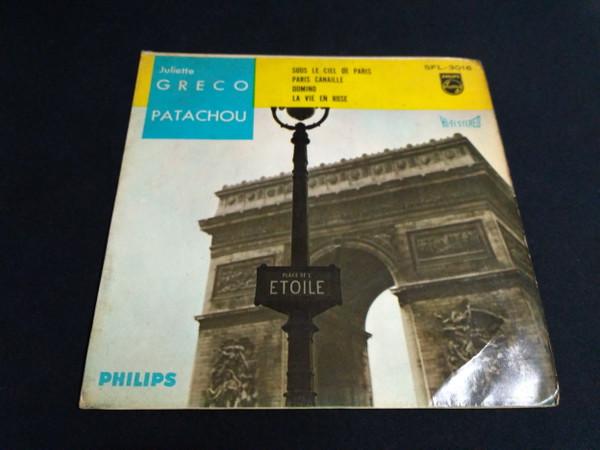 Juliette
GRECO
PATACHOU
SOUS LE CIEL DE PARIS
PARIS CANAILLE
DOMINO
LA VIE EN ROSE
SFL-3016
PHILIPS
Hi-Fi STEREO
PLACE DE L'
ETOILE
PHILIPS